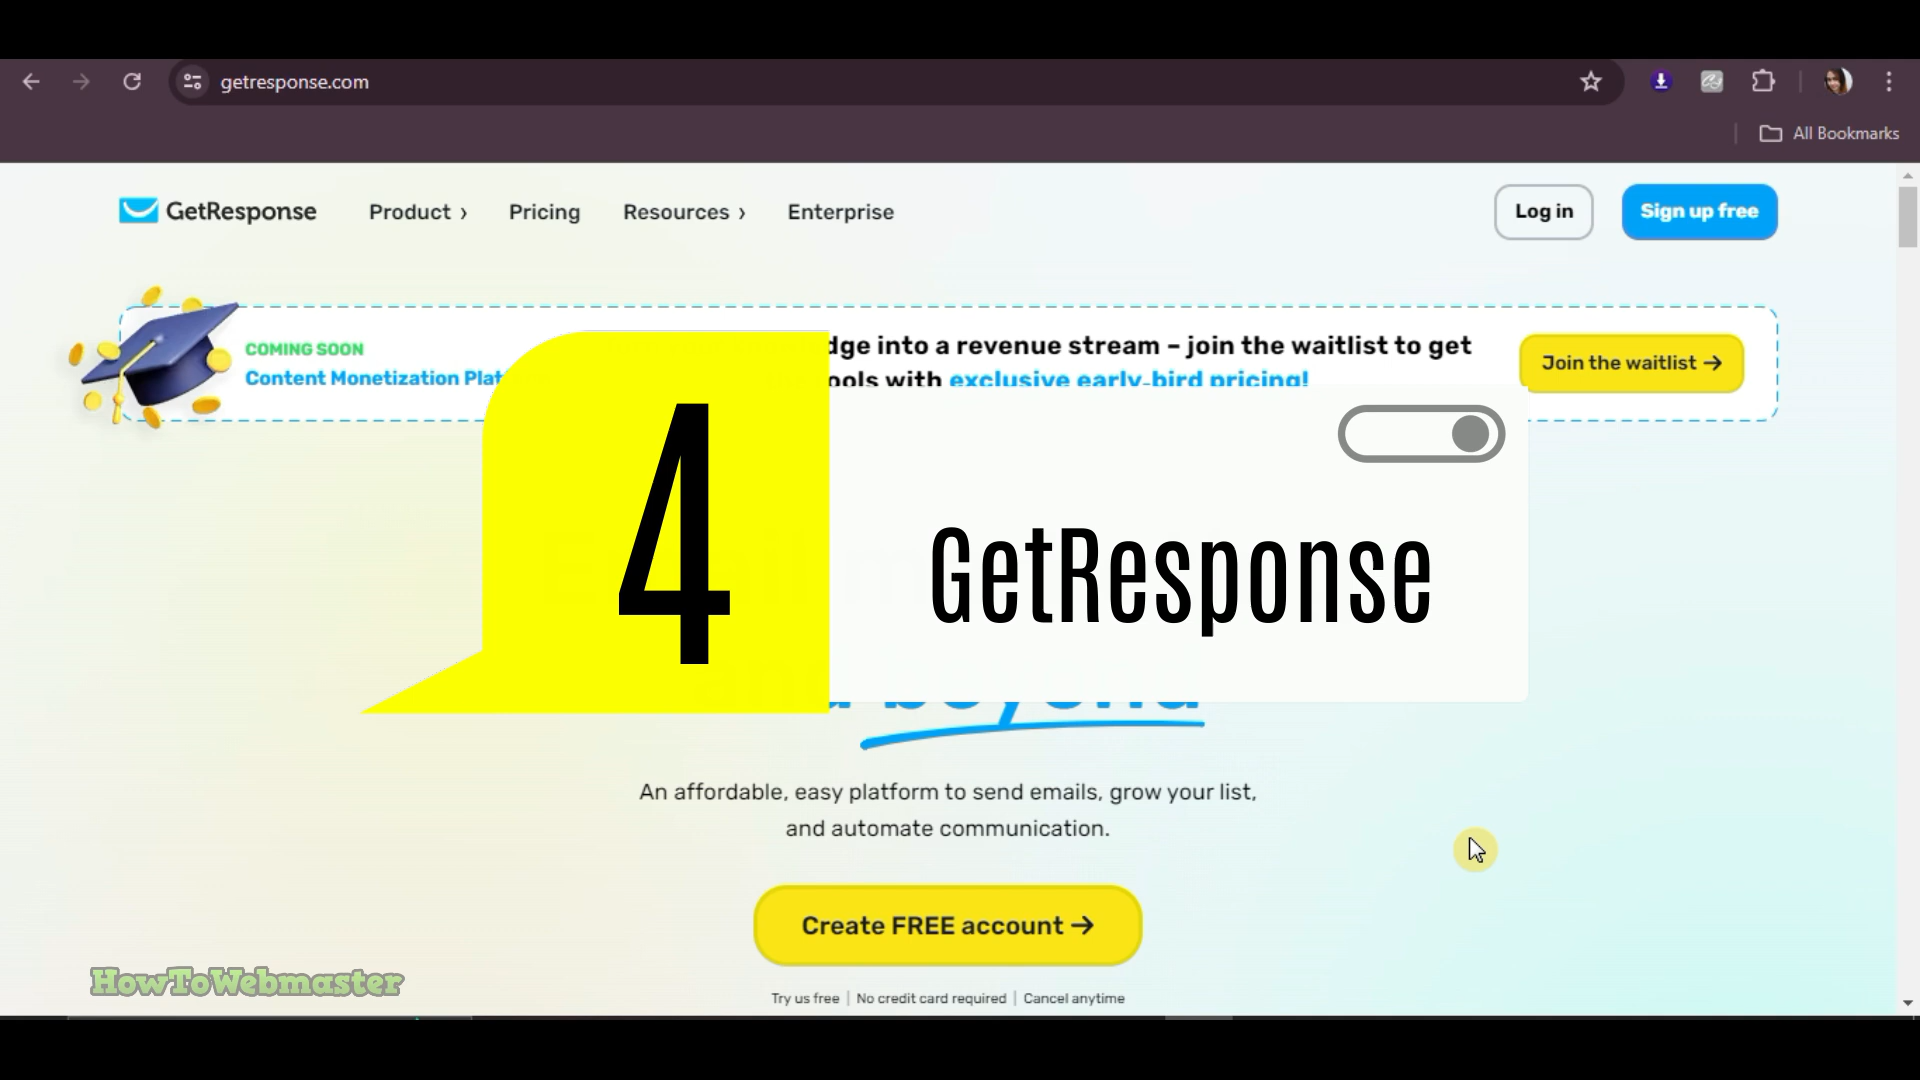 getresponse.com
All Bookmarks
GetResponse
Product ›
Pricing
Resources ›
Enterprise
Log in
Sign up free
COMING SOON
Content Monetization
into a revenue stream – join the waitlist to get
with exclusive early-bird pricing!
Join the waitlist →
4
GetResponse
beyond
An affordable, easy platform to send emails, grow your list,
and automate communication.
Create FREE account →
Try us free | No credit card required | Cancel anytime
HowToWebmaster